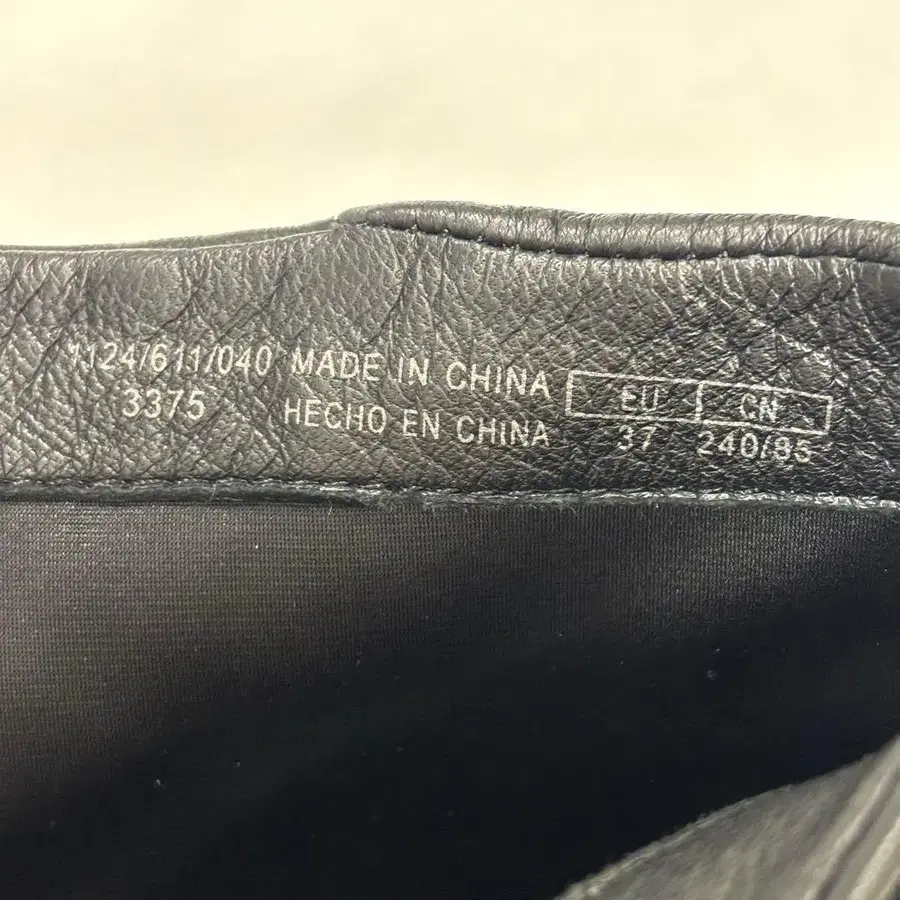 1124/611/040 MADE IN CHINA EU CN
3375 HECHO EN CHINA 37 240/85